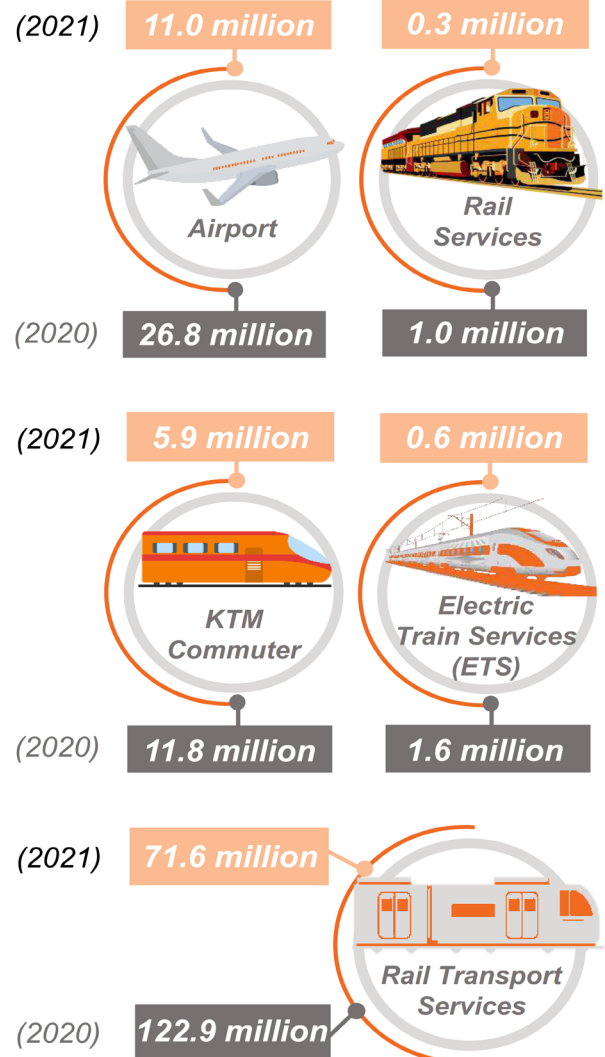 (2021) 11.0 million 0.3 million
Airport
Rail
Services
(2020) 26.8 million 1.0 million
(2021) 5.9 million 0.6 million
KTM
Commuter
Electric
Train Services
(ETS)
(2020) 11.8 million 1.6 million
(2021) 71.6 million
Rail Transport
Services
(2020) 122.9 million